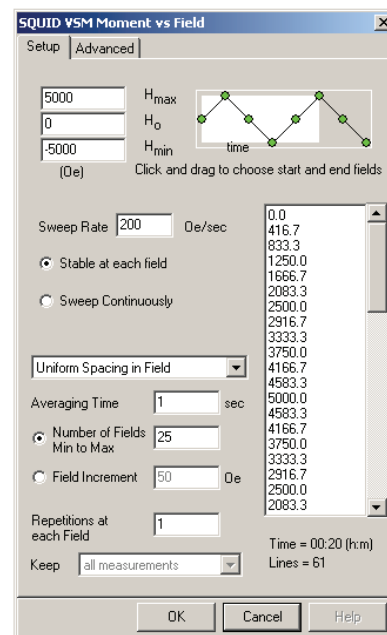 SQUID VSM Moment vs Field
Setup
Advanced
5000
Hmax
0
Ho
-5000
Hmin
(Oe)
time
Click and drag to choose start and end fields
Sweep Rate 200 Oe/sec
Stable at each field
Sweep Continuously
Uniform Spacing in Field
Averaging Time 1 sec
Number of Fields
Min to Max
25
Field Increment 50 Oe
Repetitions at
each Field
1
Keep all measurements
0.0
416.7
833.3
1250.0
1666.7
2083.3
2500.0
2916.7
3333.3
3750.0
4166.7
4583.3
5000.0
4583.3
4166.7
3750.0
3333.3
2916.7
2500.0
2083.3
Time = 00:20 (h:m)
Lines = 61
OK
Cancel
Help